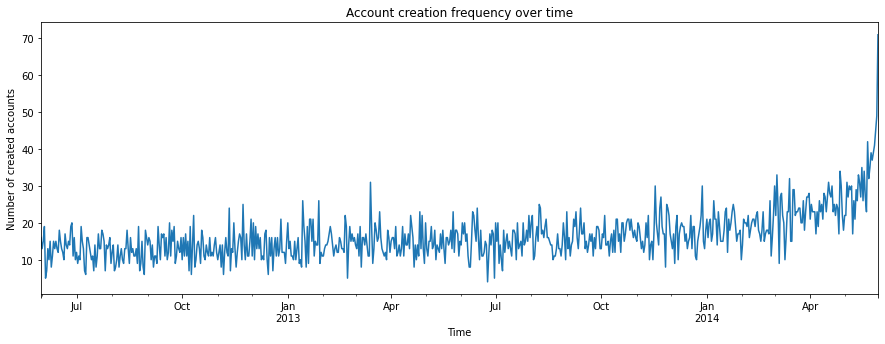 Account creation frequency over time
Number of created accounts
70
60
50
40
30
20
10
Jul
Oct
Jan
2013
Apr
Jul
Oct
Jan
2014
Apr
Time